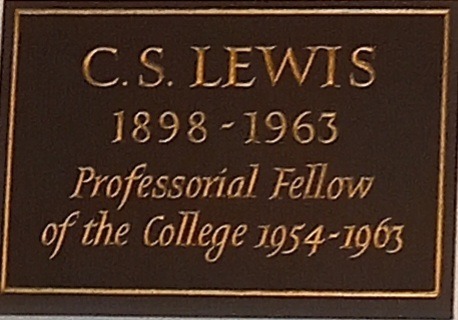 C. S. LEWIS
1898 - 1963
Professorial Fellow
of the College 1954-1963